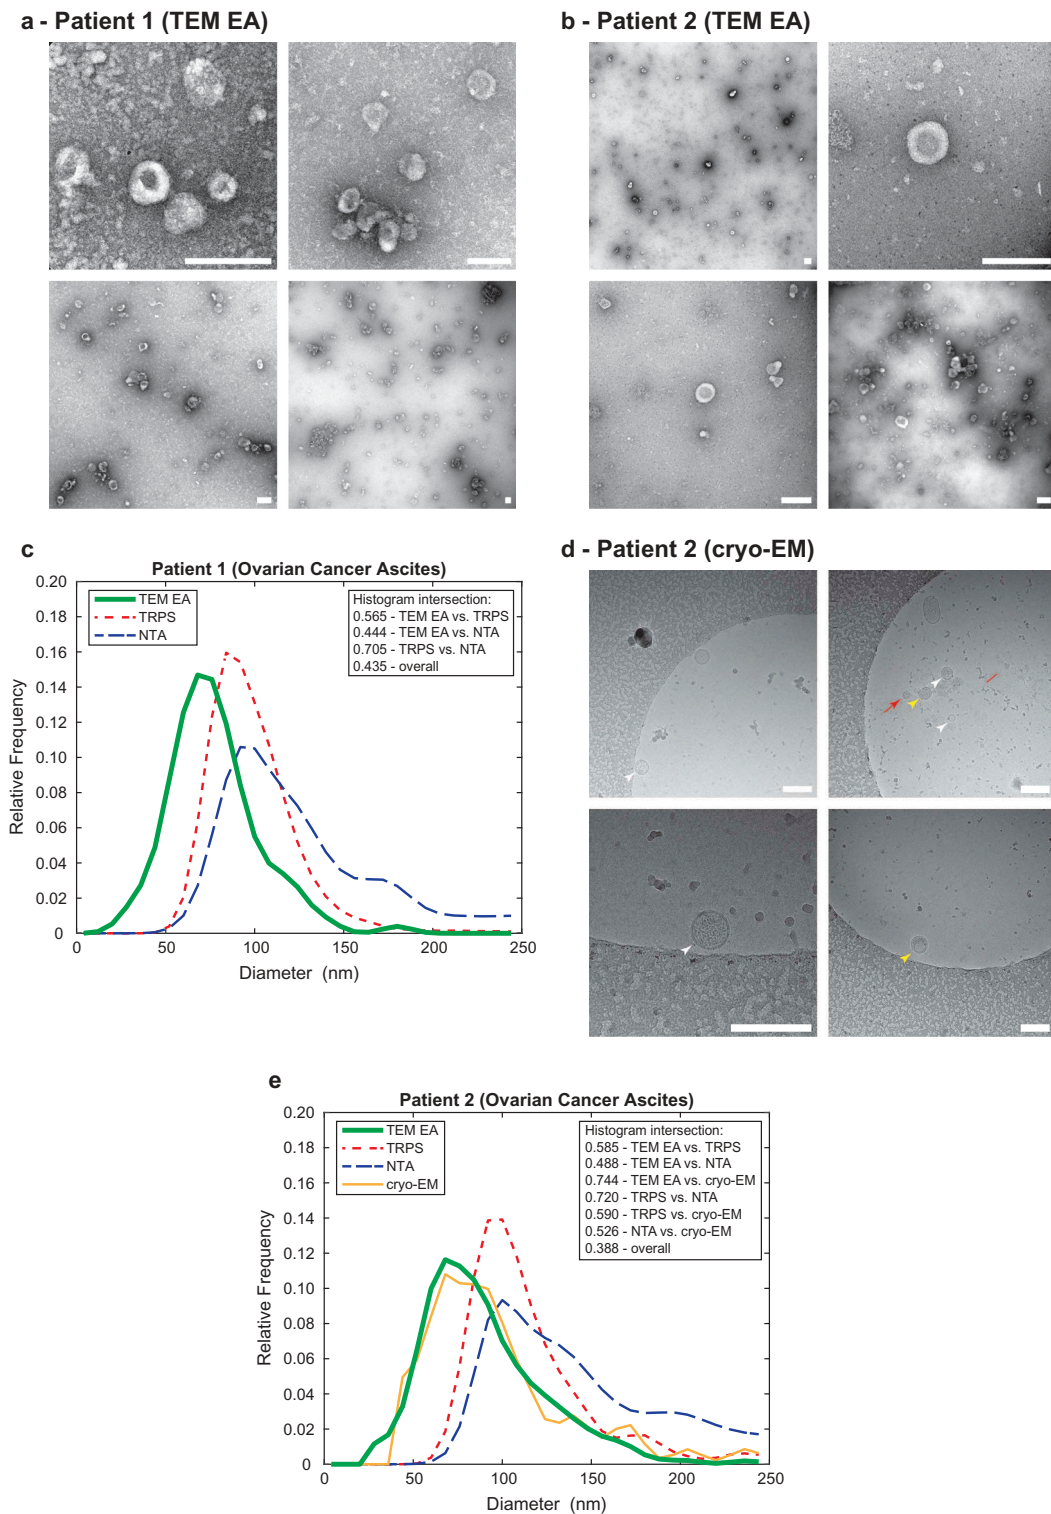 a - Patient 1 (TEM EA)
b - Patient 2 (TEM EA)
c
Patient 1 (Ovarian Cancer Ascites)
0.20
0.18
0.16
0.14
0.12
0.10
0.08
0.06
0.04
0.02
0
Relative Frequency
TEM EA
TRPS
NTA
Histogram intersection:
0.565 - TEM EA vs. TRPS
0.444 - TEM EA vs. NTA
0.705 - TRPS vs. NTA
0.435 - overall
0
50
100
150
200
250
Diameter (nm)
d - Patient 2 (cryo-EM)
e
Patient 2 (Ovarian Cancer Ascites)
0.20
0.18
0.16
0.14
0.12
0.10
0.08
0.06
0.04
0.02
0
Relative Frequency
TEM EA
TRPS
NTA
cryo-EM
Histogram intersection:
0.585 - TEM EA vs. TRPS
0.488 - TEM EA vs. NTA
0.744 - TEM EA vs. cryo-EM
0.720 - TRPS vs. NTA
0.590 - TRPS vs. cryo-EM
0.526 - NTA vs. cryo-EM
0.388 - overall
0
50
100
150
200
250
Diameter (nm)